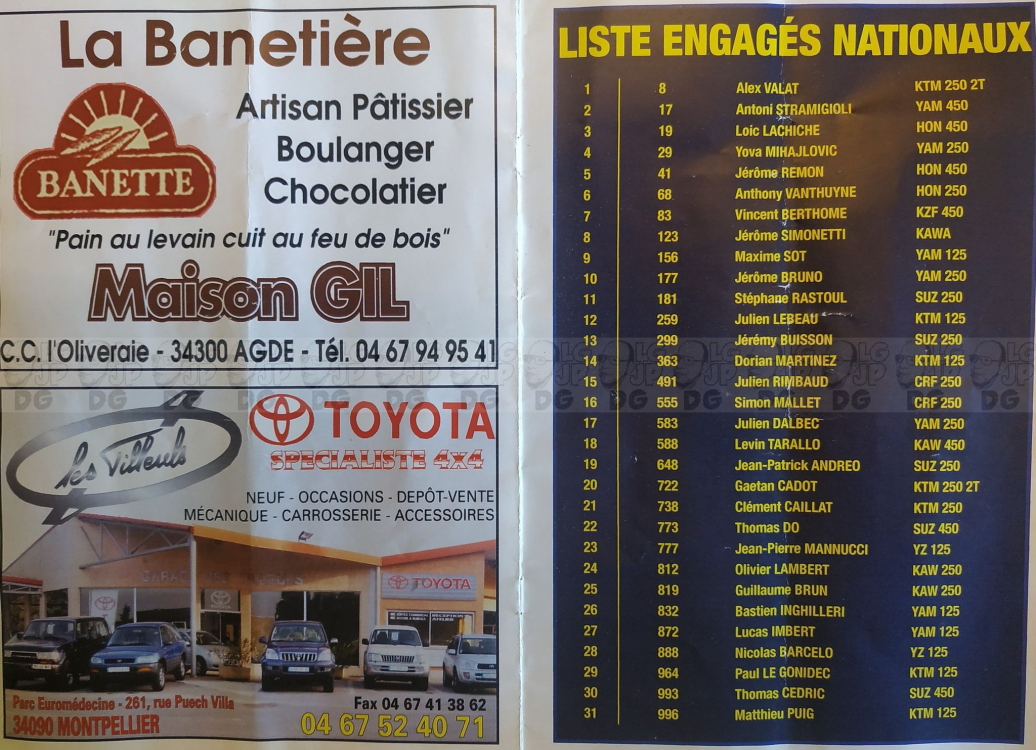 La Banetière
Artisan Pâtissier
Boulanger
Chocolatier
BANETTE
"Pain au levain cuit au feu de bois"
Maison GIL
C.C. l'Oliveraie - 34300 AGDE - Tél. 04 67 94 95 41
les Tilleuls
TOYOTA
SPECIALISTE 4X4
NEUF - OCCASIONS - DEPÔT-VENTE
MÉCANIQUE - CARROSSERIE - ACCESSOIRES
TOYOTA
Parc Euromédecine - 261, rue Puech Villa
34090 MONTPELLIER
Fax 04 67 41 38 62
04 67 52 40 71
LISTE ENGAGÉS NATIONAUX
1 8 Alex VALAT KTM 250 2T
2 17 Antoni STRAMIGIOLI YAM 450
3 19 Loic LACHICHE HON 450
4 29 Yova MIHAJLOVIC YAM 250
5 41 Jérôme REMON HON 450
6 68 Anthony VANTHUYNE HON 250
7 83 Vincent BERTHOME KZF 450
8 123 Jérôme SIMONETTI KAWA
9 156 Maxime SOT YAM 125
10 177 Jérôme BRUNO YAM 250
11 181 Stéphane RASTOUL SUZ 250
12 259 Julien LEBEAU KTM 125
13 299 Jérémy BUISSON SUZ 250
14 363 Dorian MARTINEZ KTM 125
15 491 Julien RIMBAUD CRF 250
16 555 Simon MALLET CRF 250
17 583 Julien DALBEC YAM 250
18 588 Levin TARALLO KAW 450
19 648 Jean-Patrick ANDREO SUZ 250
20 722 Gaetan CADOT KTM 250 2T
21 738 Clément CAILLAT KTM 250
22 773 Thomas DO SUZ 450
23 777 Jean-Pierre MANNUCCI YZ 125
24 812 Olivier LAMBERT KAW 250
25 819 Guillaume BRUN KAW 250
26 832 Bastien INGHILLERI YAM 125
27 872 Lucas IMBERT YAM 125
28 888 Nicolas BARCELO YZ 125
29 964 Paul LE GONIDEC KTM 125
30 993 Thomas CEDRIC SUZ 450
31 996 Matthieu PUIG KTM 125